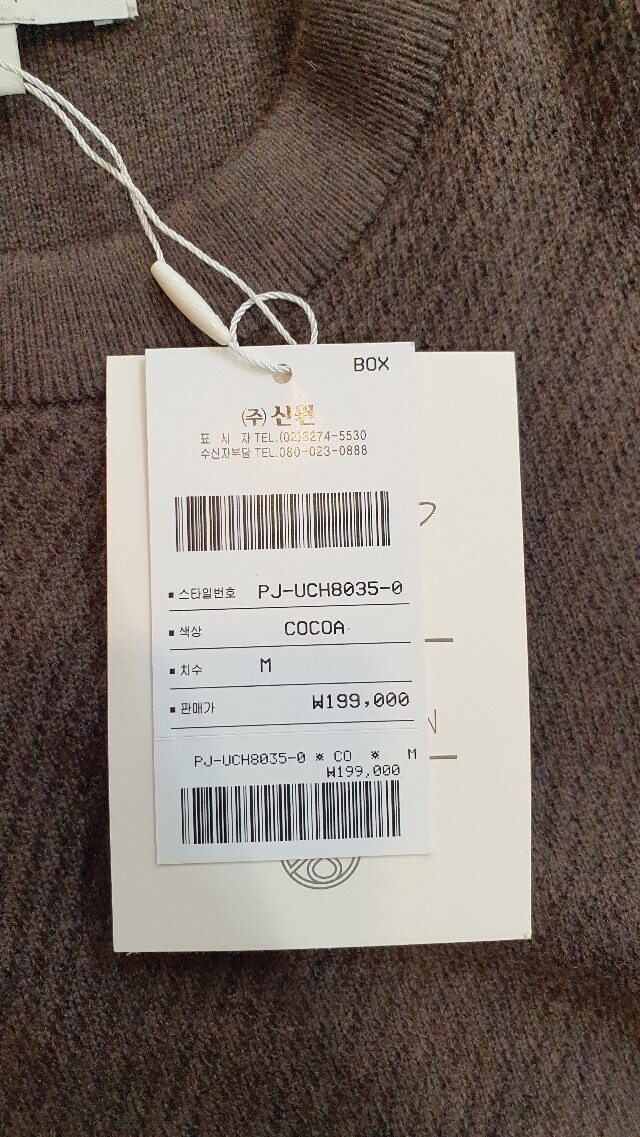 BOX
㈜신원
표 시 자 TEL.(02)3274-5530
수신자부담 TEL.080-023-0888
▪ 스타일번호 PJ-UCH8035-0
▪ 색상 COCOA
▪ 치수 M
▪ 판매가 ₩199,000
PJ-UCH8035-0 * CO * M
₩199,000
N